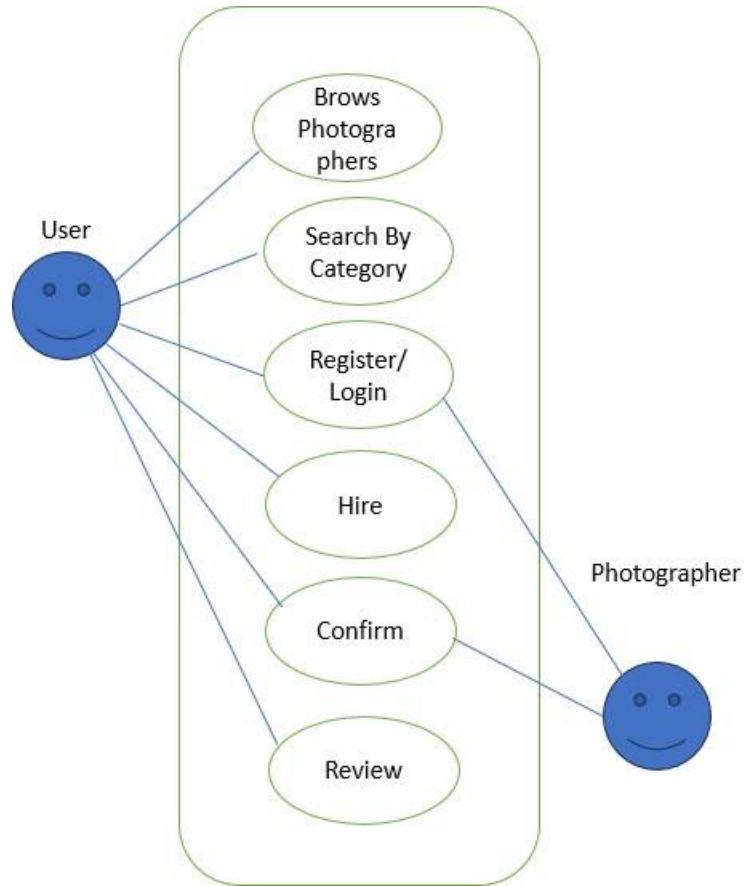 Brows
Photogra
phers
User
Search By
Category
Register/
Login
Hire
Photographer
Confirm
Review